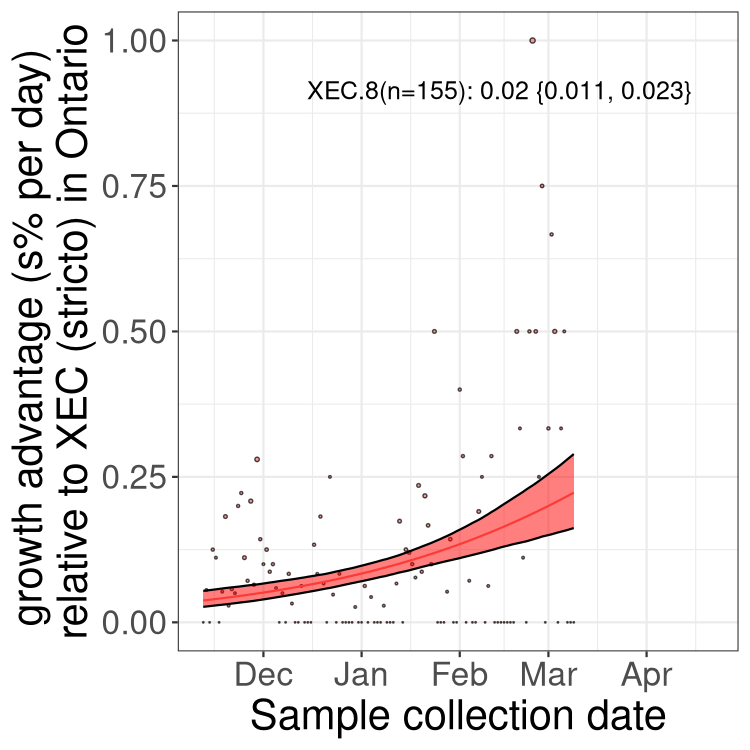 growth advantage (s% per day)
relative to XEC (stricto) in Ontario
1.00
0.75
0.50
0.25
0.00
XEC.8(n=155): 0.02 {0.011, 0.023}
Dec Jan Feb Mar Apr
Sample collection date